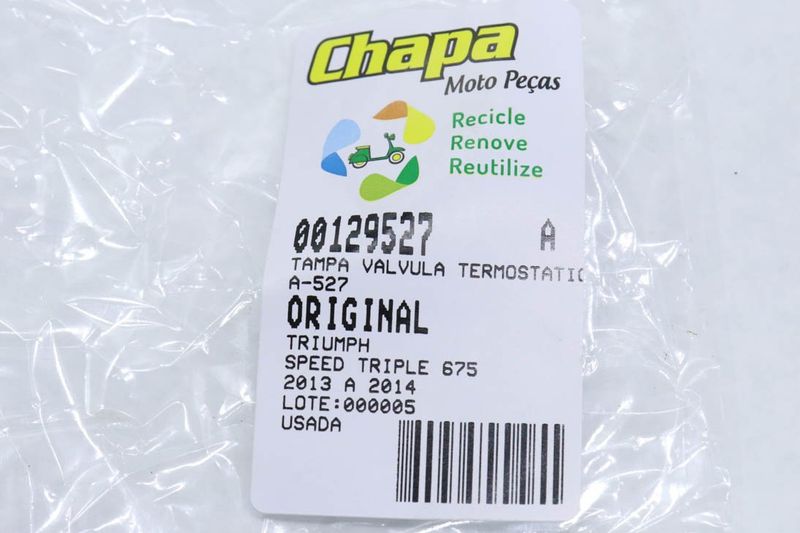 Chapa
Moto Peças
Recicle
Renove
Reutilize
00129527 A
TAMPA VALVULA TERMOSTATIC
A-527
ORIGINAL
TRIUMPH
SPEED TRIPLE 675
2013 A 2014
LOTE:000005
USADA